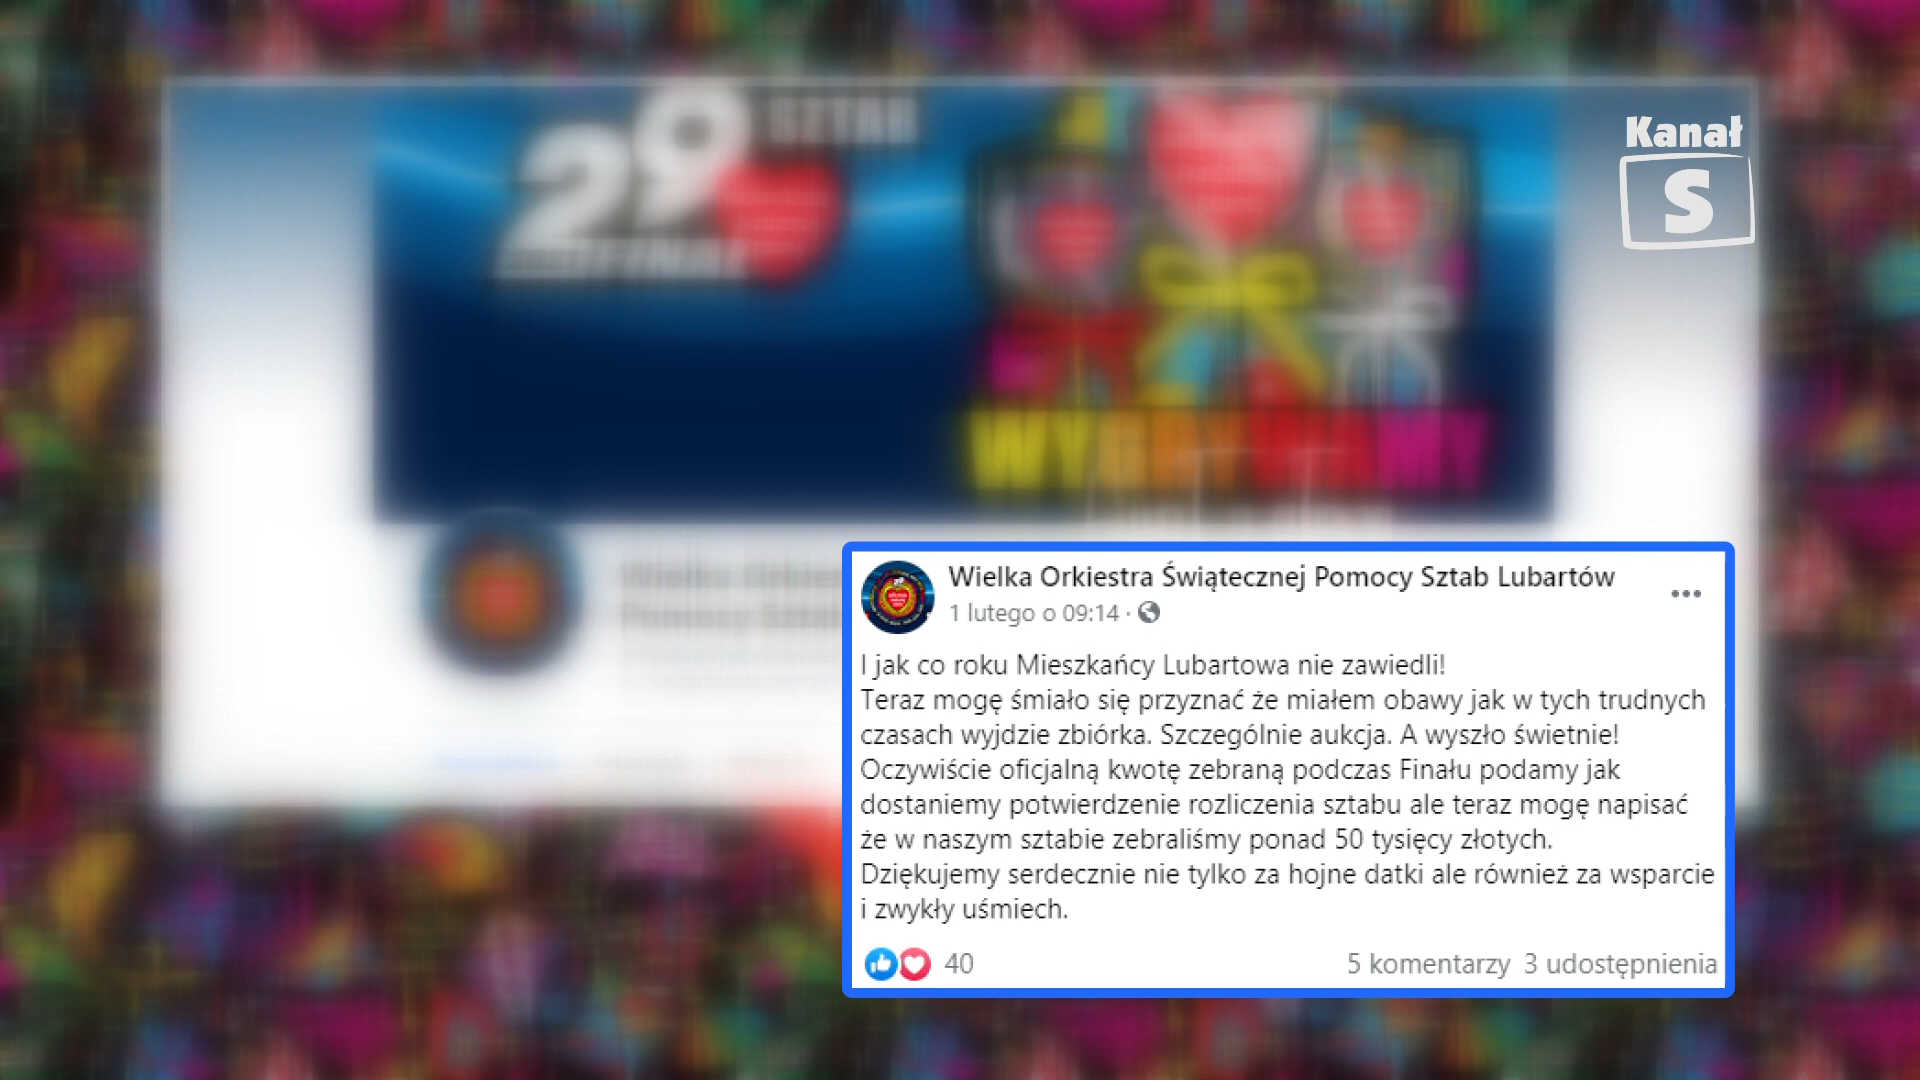 29 SZTAB
FINAŁ
WYGRYWAMY
Kanał
S
Wielka Orkiestra Świątecznej Pomocy Sztab Lubartów
1 lutego o 09:14 ·
I jak co roku Mieszkańcy Lubartowa nie zawiedli!
Teraz mogę śmiało się przyznać że miałem obawy jak w tych trudnych
czasach wyjdzie zbiórka. Szczególnie aukcja. A wyszło świetnie!
Oczywiście oficjalną kwotę zebraną podczas Finału podamy jak
dostaniemy potwierdzenie rozliczenia sztabu ale teraz mogę napisać
że w naszym sztabie zebraliśmy ponad 50 tysięcy złotych.
Dziękujemy serdecznie nie tylko za hojne datki ale również za wsparcie
i zwykły uśmiech.
40
5 komentarzy 3 udostępnienia